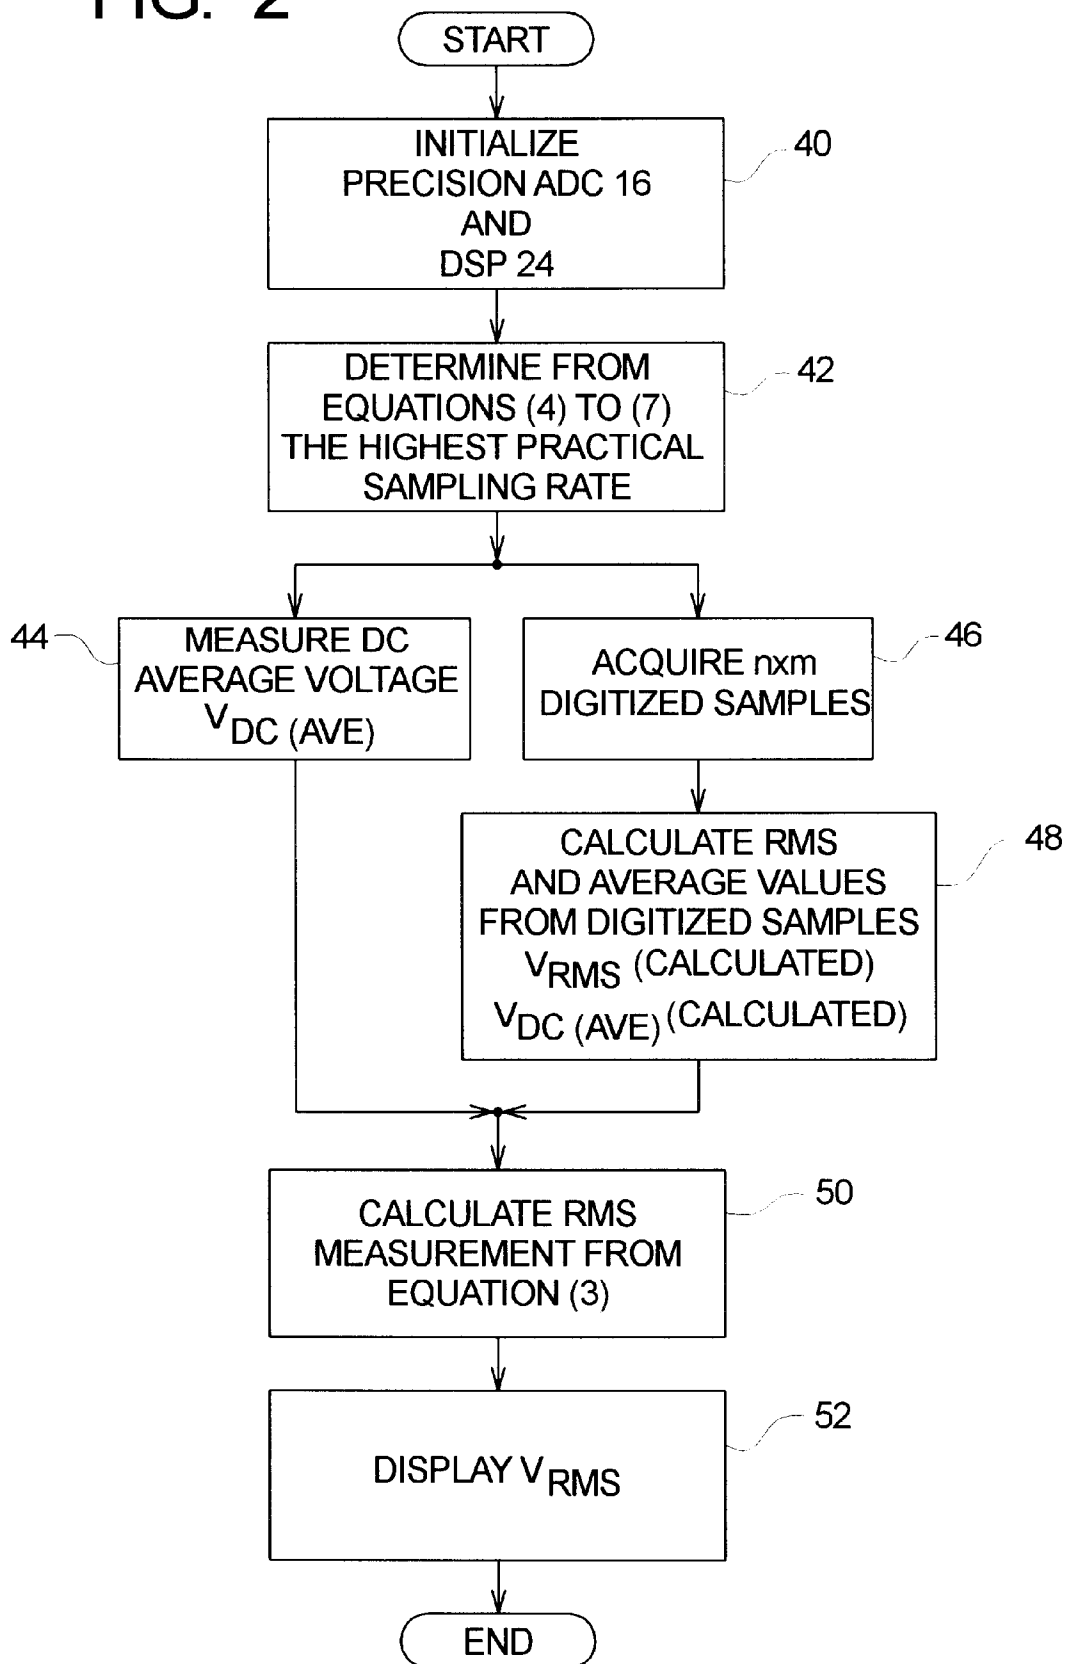 FIG. 2
START
INITIALIZE
PRECISION ADC 16
AND
DSP 24
40
DETERMINE FROM
EQUATIONS (4) TO (7)
THE HIGHEST PRACTICAL
SAMPLING RATE
42
44
MEASURE DC
AVERAGE VOLTAGE
VDC (AVE)
ACQUIRE nxm
DIGITIZED SAMPLES
46
CALCULATE RMS
AND AVERAGE VALUES
FROM DIGITIZED SAMPLES
VRMS (CALCULATED)
VDC (AVE) (CALCULATED)
48
CALCULATE RMS
MEASUREMENT FROM
EQUATION (3)
50
DISPLAY VRMS
52
END